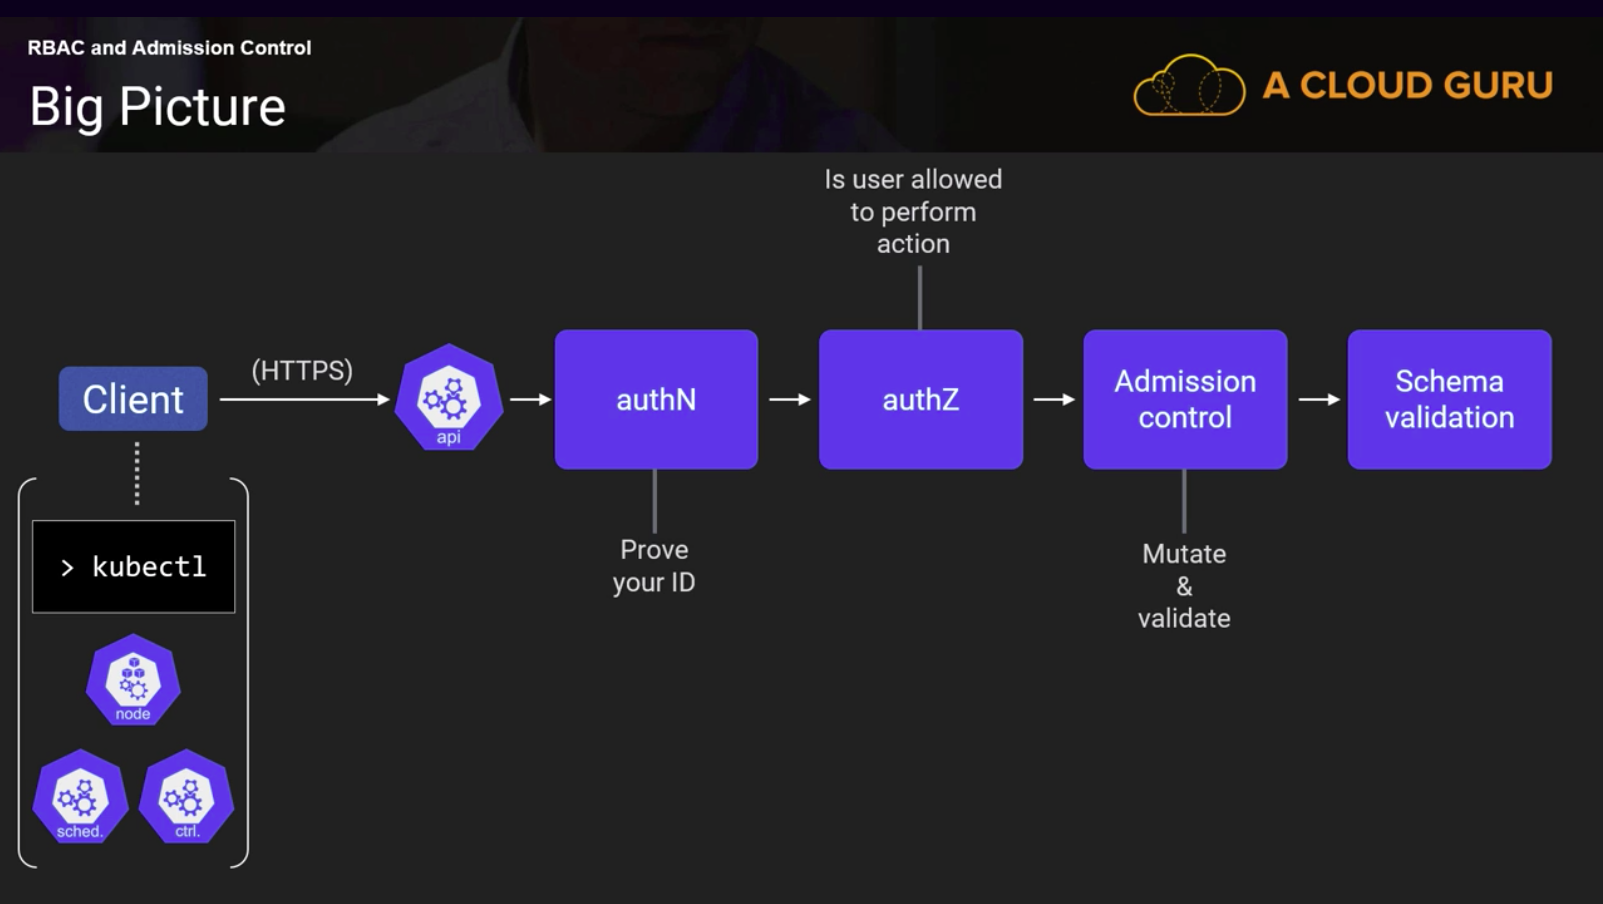 RBAC and Admission Control
Big Picture
A CLOUD GURU
Is user allowed
to perform
action
Client
(HTTPS)
api
authN
authZ
Admission
control
Schema
validation
Prove
your ID
Mutate
&
validate
> kubectl
node
sched.
ctrl.